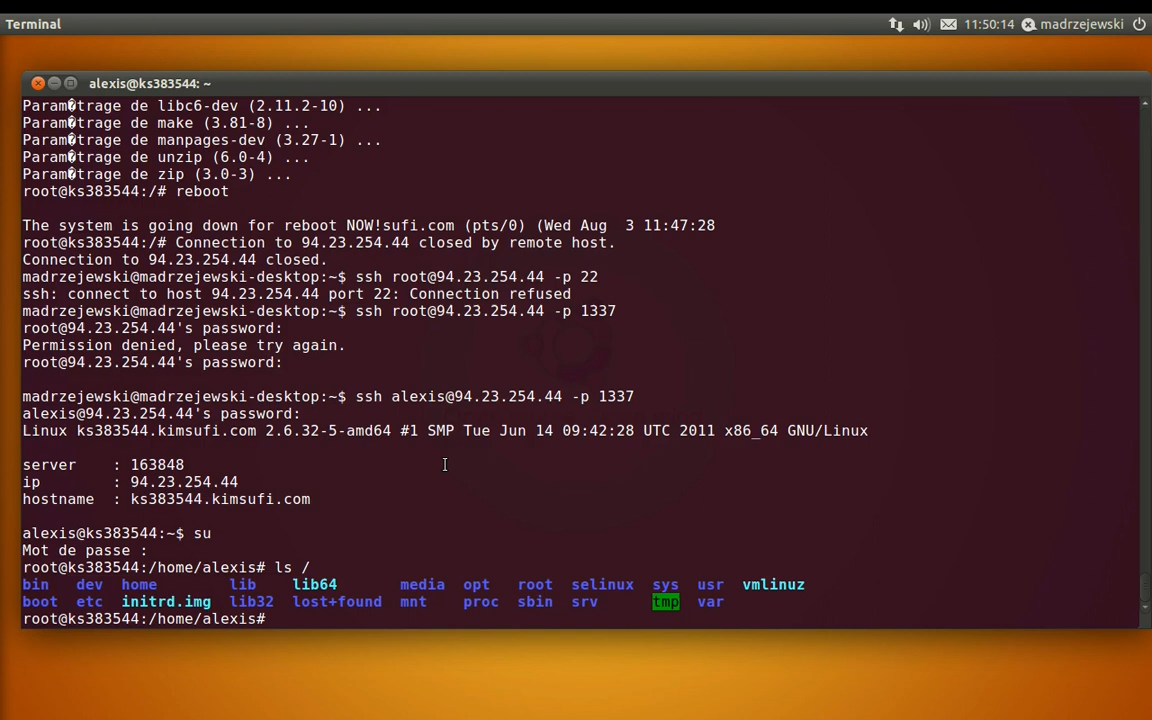 Terminal 11:50:14 madrzejewski
alexis@ks383544: ~
Param�trage de libc6-dev (2.11.2-10) ...
Param�trage de make (3.81-8) ...
Param�trage de manpages-dev (3.27-1) ...
Param�trage de unzip (6.0-4) ...
Param�trage de zip (3.0-3) ...
root@ks383544:/# reboot
The system is going down for reboot NOW!sufi.com (pts/0) (Wed Aug  3 11:47:28
root@ks383544:/# Connection to 94.23.254.44 closed by remote host.
Connection to 94.23.254.44 closed.
madrzejewski@madrzejewski-desktop:~$ ssh root@94.23.254.44 -p 22
ssh: connect to host 94.23.254.44 port 22: Connection refused
madrzejewski@madrzejewski-desktop:~$ ssh root@94.23.254.44 -p 1337
root@94.23.254.44's password:
Permission denied, please try again.
root@94.23.254.44's password:
madrzejewski@madrzejewski-desktop:~$ ssh alexis@94.23.254.44 -p 1337
alexis@94.23.254.44's password:
Linux ks383544.kimsufi.com 2.6.32-5-amd64 #1 SMP Tue Jun 14 09:42:28 UTC 2011 x86_64 GNU/Linux
server    : 163848
ip        : 94.23.254.44
hostname  : ks383544.kimsufi.com
alexis@ks383544:~$ su
Mot de passe :
root@ks383544:/home/alexis# ls /
bin   dev  home        lib    lib64       media  opt   root  selinux  sys  usr  vmlinuz
boot  etc  initrd.img  lib32  lost+found  mnt    proc  sbin  srv      tmp  var
root@ks383544:/home/alexis#